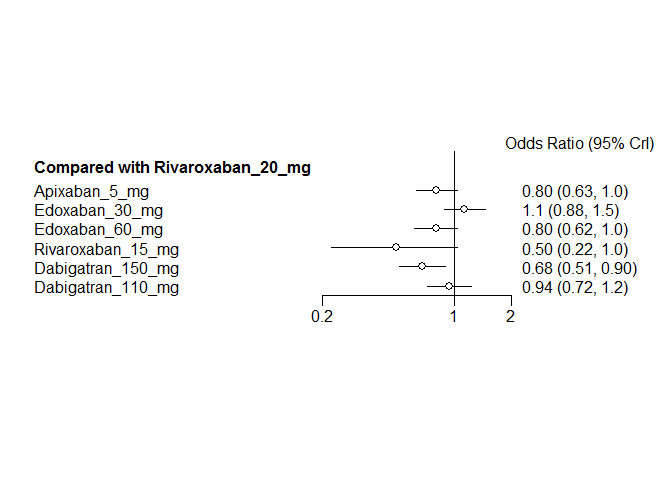 Odds Ratio (95% CrI)
Compared with Rivaroxaban_20_mg
Apixaban_5_mg 0.80 (0.63, 1.0)
Edoxaban_30_mg 1.1 (0.88, 1.5)
Edoxaban_60_mg 0.80 (0.62, 1.0)
Rivaroxaban_15_mg 0.50 (0.22, 1.0)
Dabigatran_150_mg 0.68 (0.51, 0.90)
Dabigatran_110_mg 0.94 (0.72, 1.2)
0.2 1 2